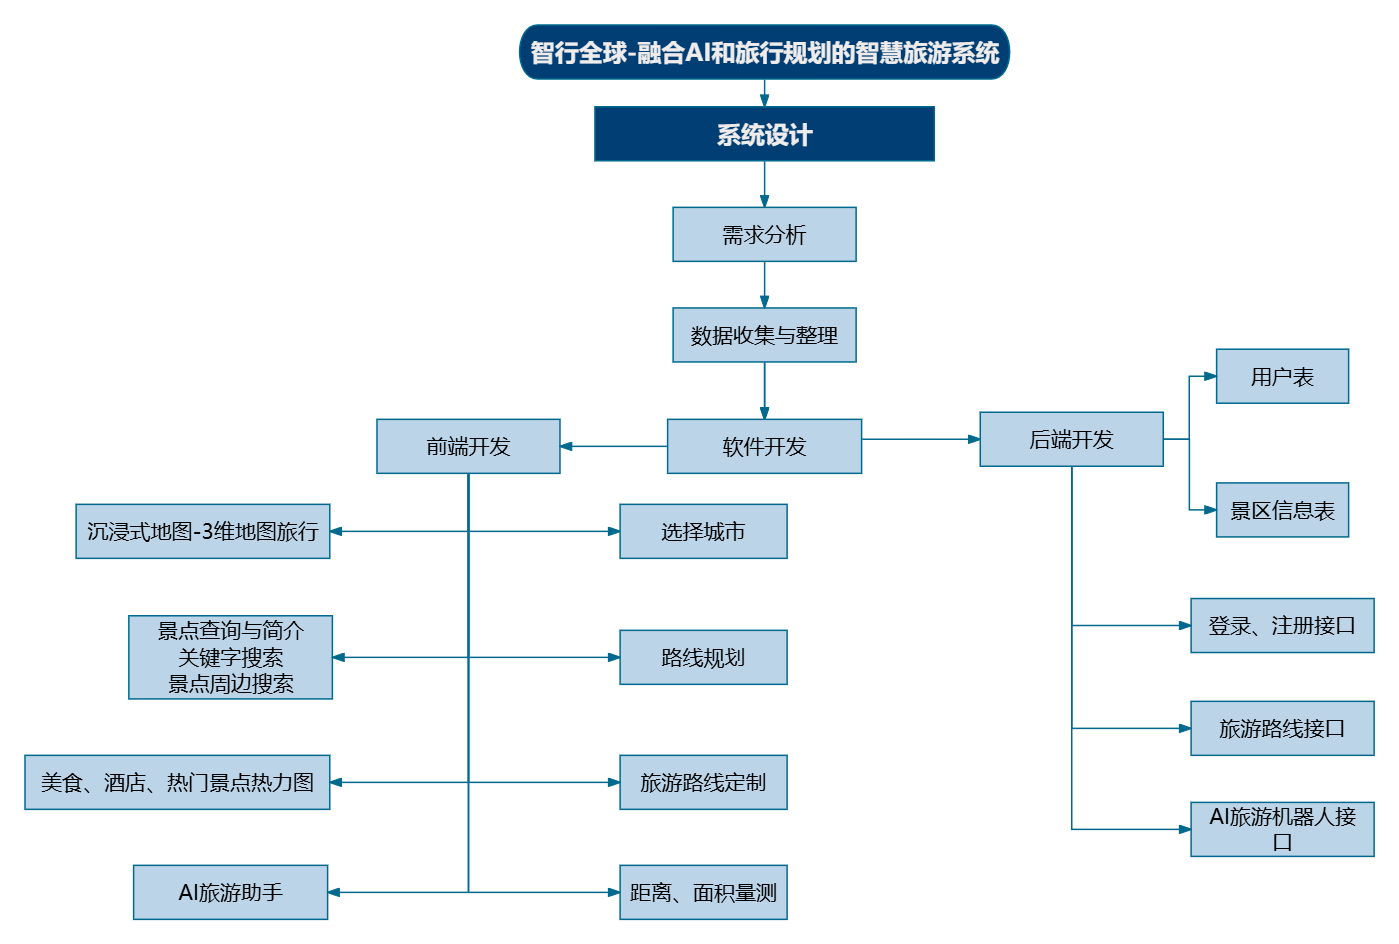 智行全球-融合AI和旅行规划的智慧旅游系统
系统设计
需求分析
数据收集与整理
软件开发
前端开发
后端开发
沉浸式地图-3维地图旅行
选择城市
景点查询与简介
关键字搜索
景点周边搜索
路线规划
美食、酒店、热门景点热力图
旅游路线定制
AI旅游助手
距离、面积量测
用户表
景区信息表
登录、注册接口
旅游路线接口
AI旅游机器人接
口